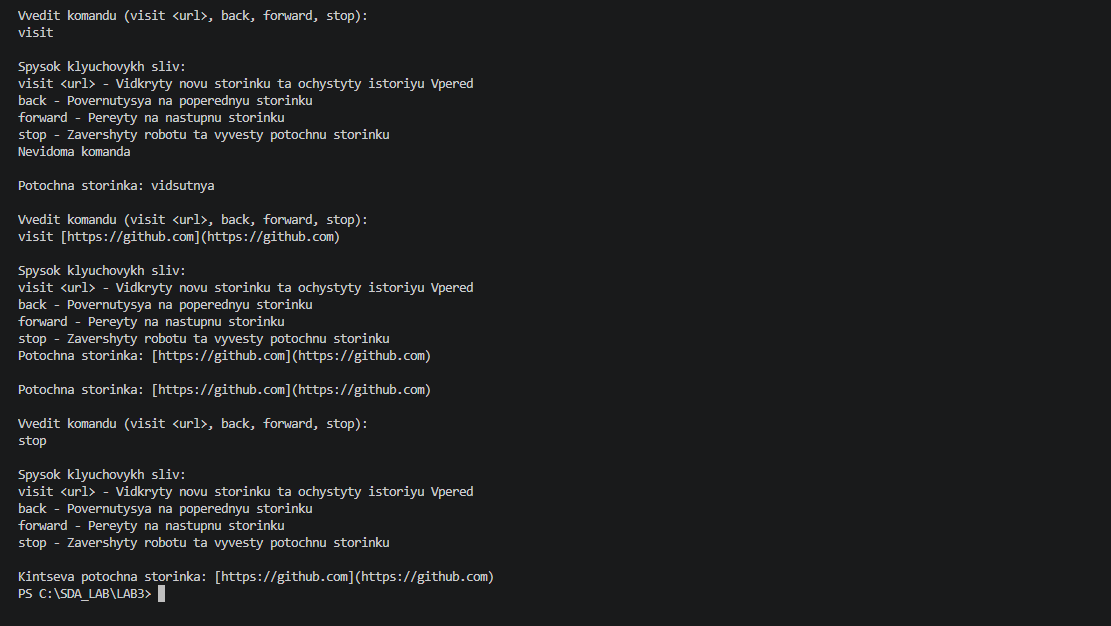 Vvedit komandu (visit <url>, back, forward, stop):
visit
Spysok klyuchovykh sliv:
visit <url> - Vidkryty novu storinku ta ochystyty istoriyu Vpered
back - Povernutysya na poperednyu storinku
forward - Pereyty na nastupnu storinku
stop - Zavershyty robotu ta vyvesty potochnu storinku
Nevidoma komanda
Potochna storinka: vidsutnya
Vvedit komandu (visit <url>, back, forward, stop):
visit [https://github.com](https://github.com)
Spysok klyuchovykh sliv:
visit <url> - Vidkryty novu storinku ta ochystyty istoriyu Vpered
back - Povernutysya na poperednyu storinku
forward - Pereyty na nastupnu storinku
stop - Zavershyty robotu ta vyvesty potochnu storinku
Potochna storinka: [https://github.com](https://github.com)
Potochna storinka: [https://github.com](https://github.com)
Vvedit komandu (visit <url>, back, forward, stop):
stop
Spysok klyuchovykh sliv:
visit <url> - Vidkryty novu storinku ta ochystyty istoriyu Vpered
back - Povernutysya na poperednyu storinku
forward - Pereyty na nastupnu storinku
stop - Zavershyty robotu ta vyvesty potochnu storinku
Kintseva potochna storinka: [https://github.com](https://github.com)
PS C:\SDA_LAB\LAB3>